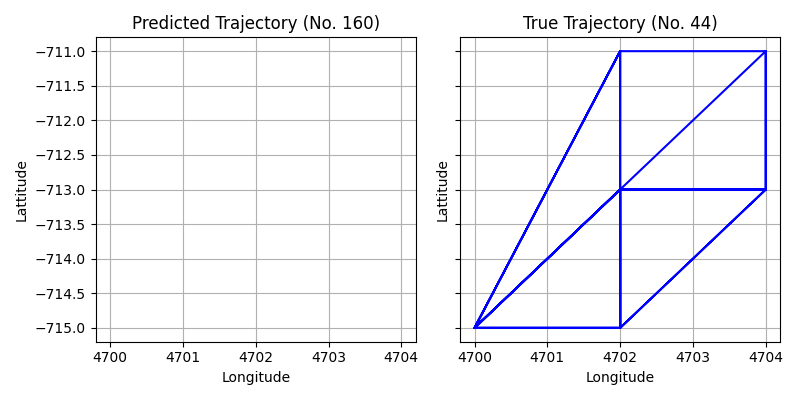 Predicted Trajectory (No. 160)
True Trajectory (No. 44)
Lattitude
−711.0
−711.5
−712.0
−712.5
−713.0
−713.5
−714.0
−714.5
−715.0
4700 4701 4702 4703 4704
Longitude
Lattitude
4700 4701 4702 4703 4704
Longitude